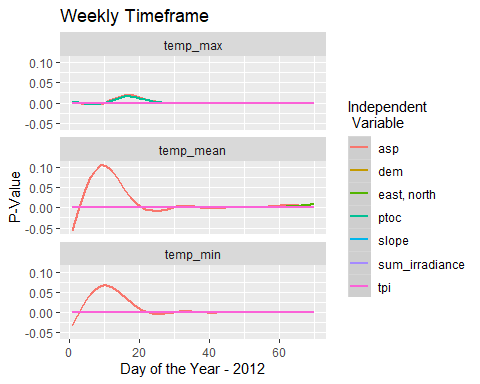 Weekly Timeframe
temp_max
0.10
0.05
0.00
-0.05
temp_mean
0.10
0.05
0.00
-0.05
temp_min
0.10
0.05
0.00
-0.05
0 20 40 60
Day of the Year - 2012
P-Value
Independent
Variable
asp
dem
east, north
ptoc
slope
sum_irradiance
tpi